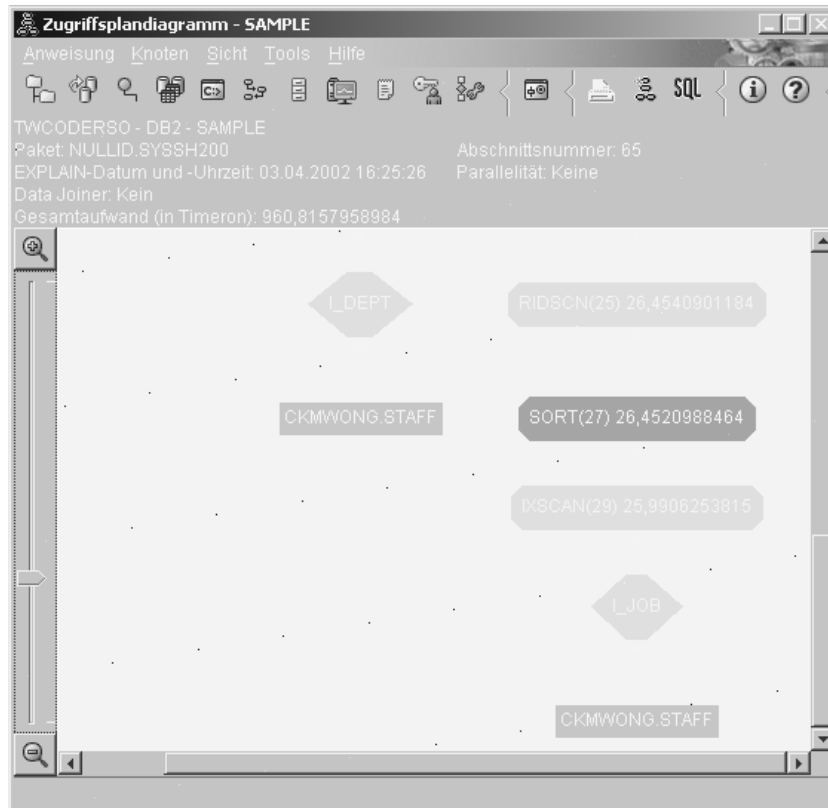 Zugriffsplandiagramm - SAMPLE
Anweisung Knoten Sicht Tools Hilfe
C:> SQL i ?
TWCODERSO - DB2 - SAMPLE
Paket: NULLID.SYSSH200 Abschnittsnummer: 65
EXPLAIN-Datum und -Uhrzeit: 03.04.2002 16:25:26 Parallelität: Keine
Data Joiner: Kein
Gesamtaufwand (in Timeron): 960,8157958984
I_DEPT RIDSCN(25) 26,4540901184
CKMWONG.STAFF SORT(27) 26,4520988464
IXSCAN(29) 25,9906253815
I_JOB
CKMWONG.STAFF